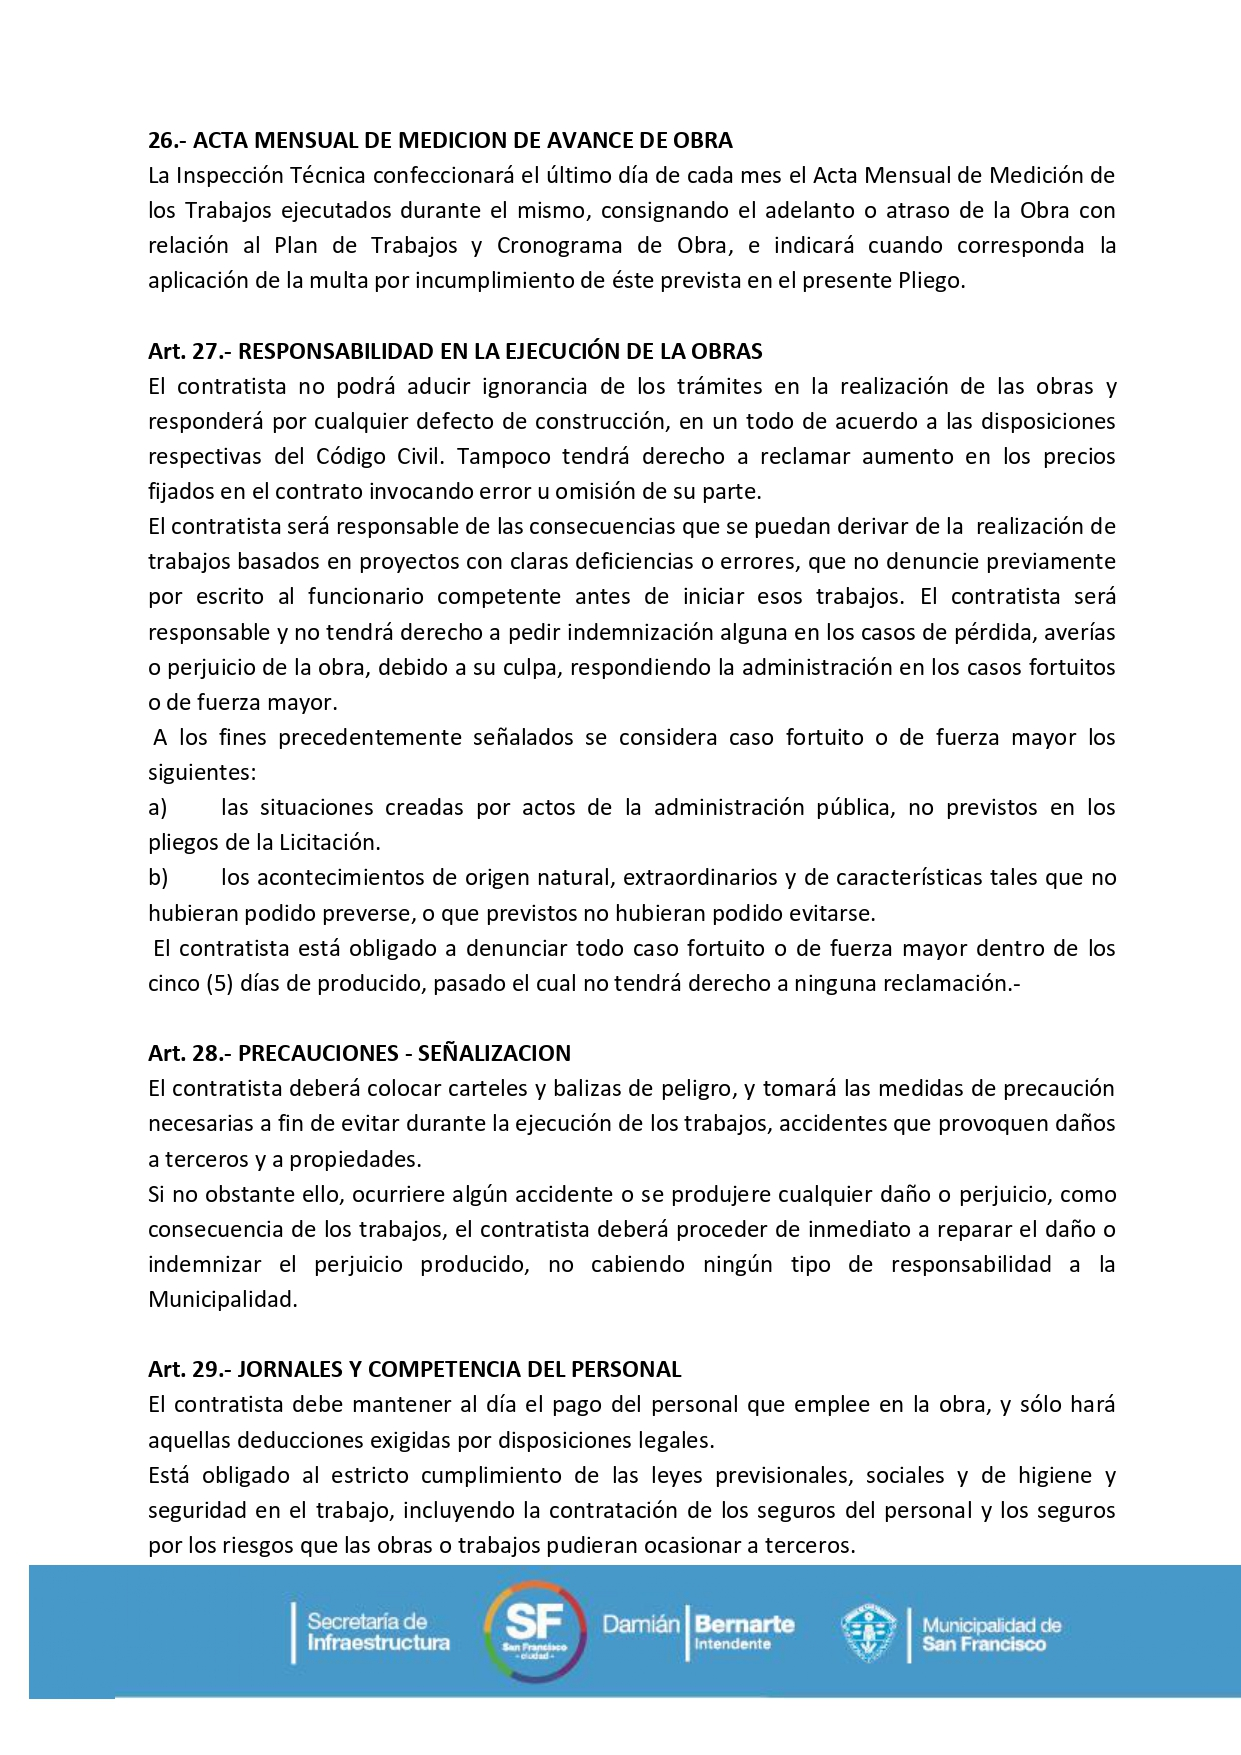 26.- ACTA MENSUAL DE MEDICION DE AVANCE DE OBRA
La Inspección Técnica confeccionará el último día de cada mes el Acta Mensual de Medición de
los Trabajos ejecutados durante el mismo, consignando el adelanto o atraso de la Obra con
relación al Plan de Trabajos y Cronograma de Obra, e indicará cuando corresponda la
aplicación de la multa por incumplimiento de éste prevista en el presente Pliego.
Art. 27.- RESPONSABILIDAD EN LA EJECUCIÓN DE LA OBRAS
El contratista no podrá aducir ignorancia de los trámites en la realización de las obras y
responderá por cualquier defecto de construcción, en un todo de acuerdo a las disposiciones
respectivas del Código Civil. Tampoco tendrá derecho a reclamar aumento en los precios
fijados en el contrato invocando error u omisión de su parte.
El contratista será responsable de las consecuencias que se puedan derivar de la realización de
trabajos basados en proyectos con claras deficiencias o errores, que no denuncie previamente
por escrito al funcionario competente antes de iniciar esos trabajos. El contratista será
responsable y no tendrá derecho a pedir indemnización alguna en los casos de pérdida, averías
o perjuicio de la obra, debido a su culpa, respondiendo la administración en los casos fortuitos
o de fuerza mayor.
A los fines precedentemente señalados se considera caso fortuito o de fuerza mayor los
siguientes:
a) las situaciones creadas por actos de la administración pública, no previstos en los
pliegos de la Licitación.
b) los acontecimientos de origen natural, extraordinarios y de características tales que no
hubieran podido preverse, o que previstos no hubieran podido evitarse.
El contratista está obligado a denunciar todo caso fortuito o de fuerza mayor dentro de los
cinco (5) días de producido, pasado el cual no tendrá derecho a ninguna reclamación.-
Art. 28.- PRECAUCIONES - SEÑALIZACION
El contratista deberá colocar carteles y balizas de peligro, y tomará las medidas de precaución
necesarias a fin de evitar durante la ejecución de los trabajos, accidentes que provoquen daños
a terceros y a propiedades.
Si no obstante ello, ocurriere algún accidente o se produjere cualquier daño o perjuicio, como
consecuencia de los trabajos, el contratista deberá proceder de inmediato a reparar el daño o
indemnizar el perjuicio producido, no cabiendo ningún tipo de responsabilidad a la
Municipalidad.
Art. 29.- JORNALES Y COMPETENCIA DEL PERSONAL
El contratista debe mantener al día el pago del personal que emplee en la obra, y sólo hará
aquellas deducciones exigidas por disposiciones legales.
Está obligado al estricto cumplimiento de las leyes previsionales, sociales y de higiene y
seguridad en el trabajo, incluyendo la contratación de los seguros del personal y los seguros
por los riesgos que las obras o trabajos pudieran ocasionar a terceros.
Secretaría de
Infraestructura
SF
San Francisco
- ciudad -
Damián Bernarte
Intendente
Municipalidad de
San Francisco